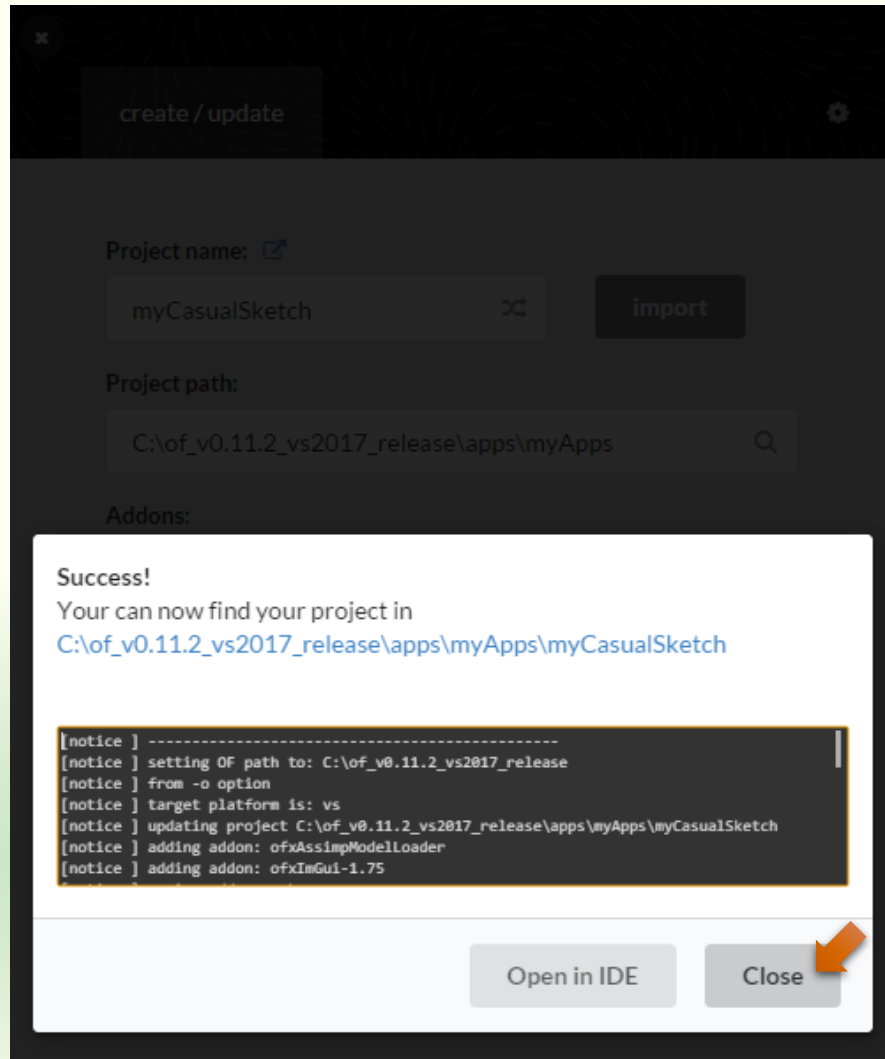 create / update
Project name:
myCasualSketch
import
Project path:
C:\of_v0.11.2_vs2017_release\apps\myApps
Addons:
Success!
Your can now find your project in
C:\of_v0.11.2_vs2017_release\apps\myApps\myCasualSketch
[notice ] -----------------------------------------------
[notice ] setting OF path to: C:\of_v0.11.2_vs2017_release
[notice ] from -o option
[notice ] target platform is: vs
[notice ] updating project C:\of_v0.11.2_vs2017_release\apps\myApps\myCasualSketch
[notice ] adding addon: ofxAssimpModelLoader
[notice ] adding addon: ofxImGui-1.75
Open in IDE
Close